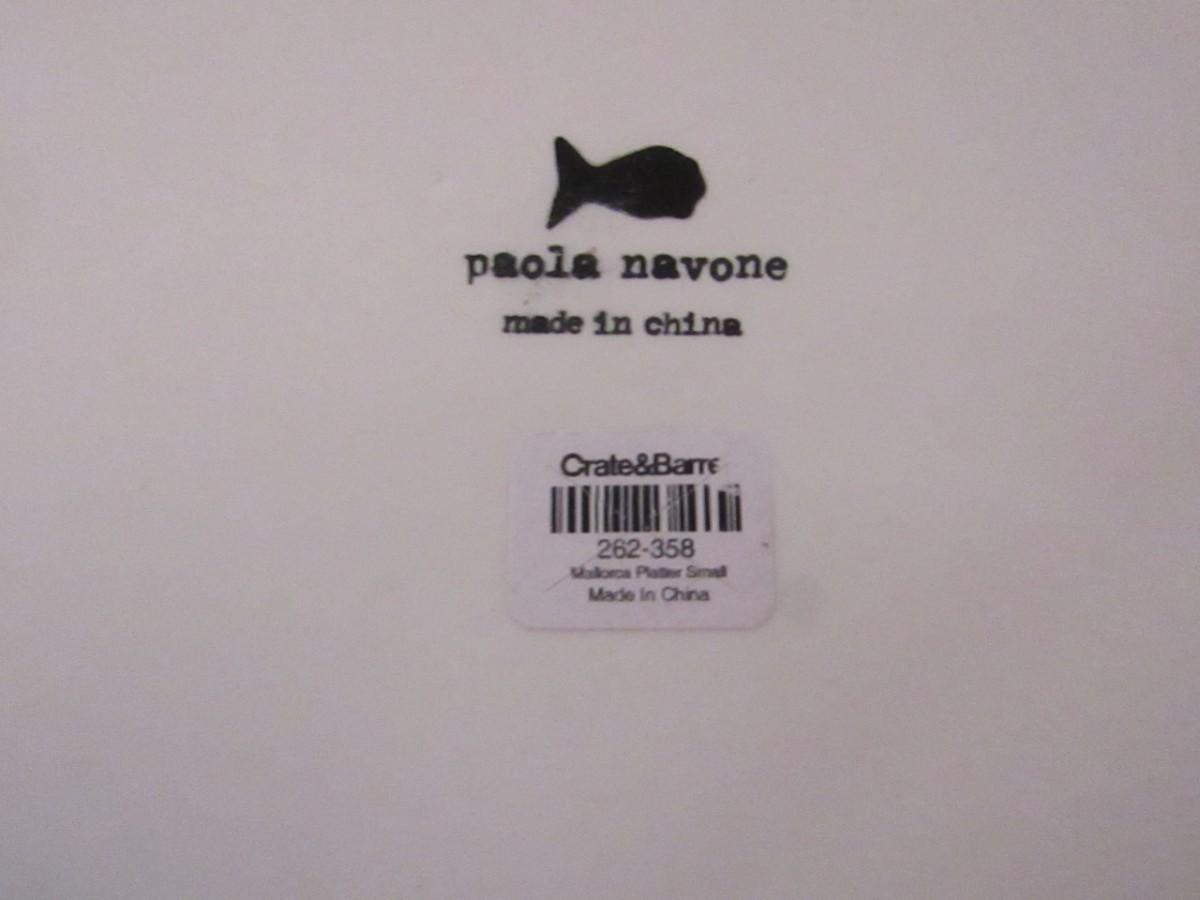 paola navone
made in china
Crate&Barre
262-358
Mallorca Platter Small
Made In China